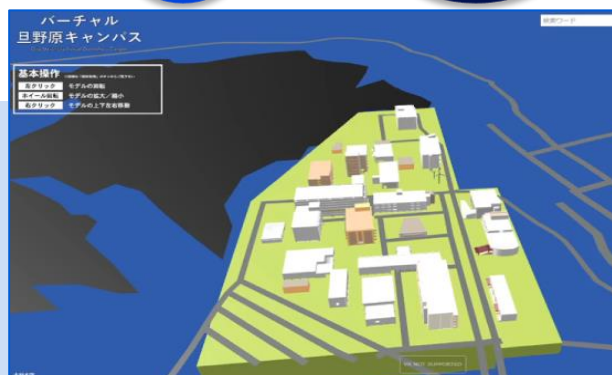 バーチャル
旦野原キャンパス
検索ワード
基本操作
左クリック モデルの回転
ホイール回転 モデルの拡大／縮小
右クリック モデルの上下左右移動